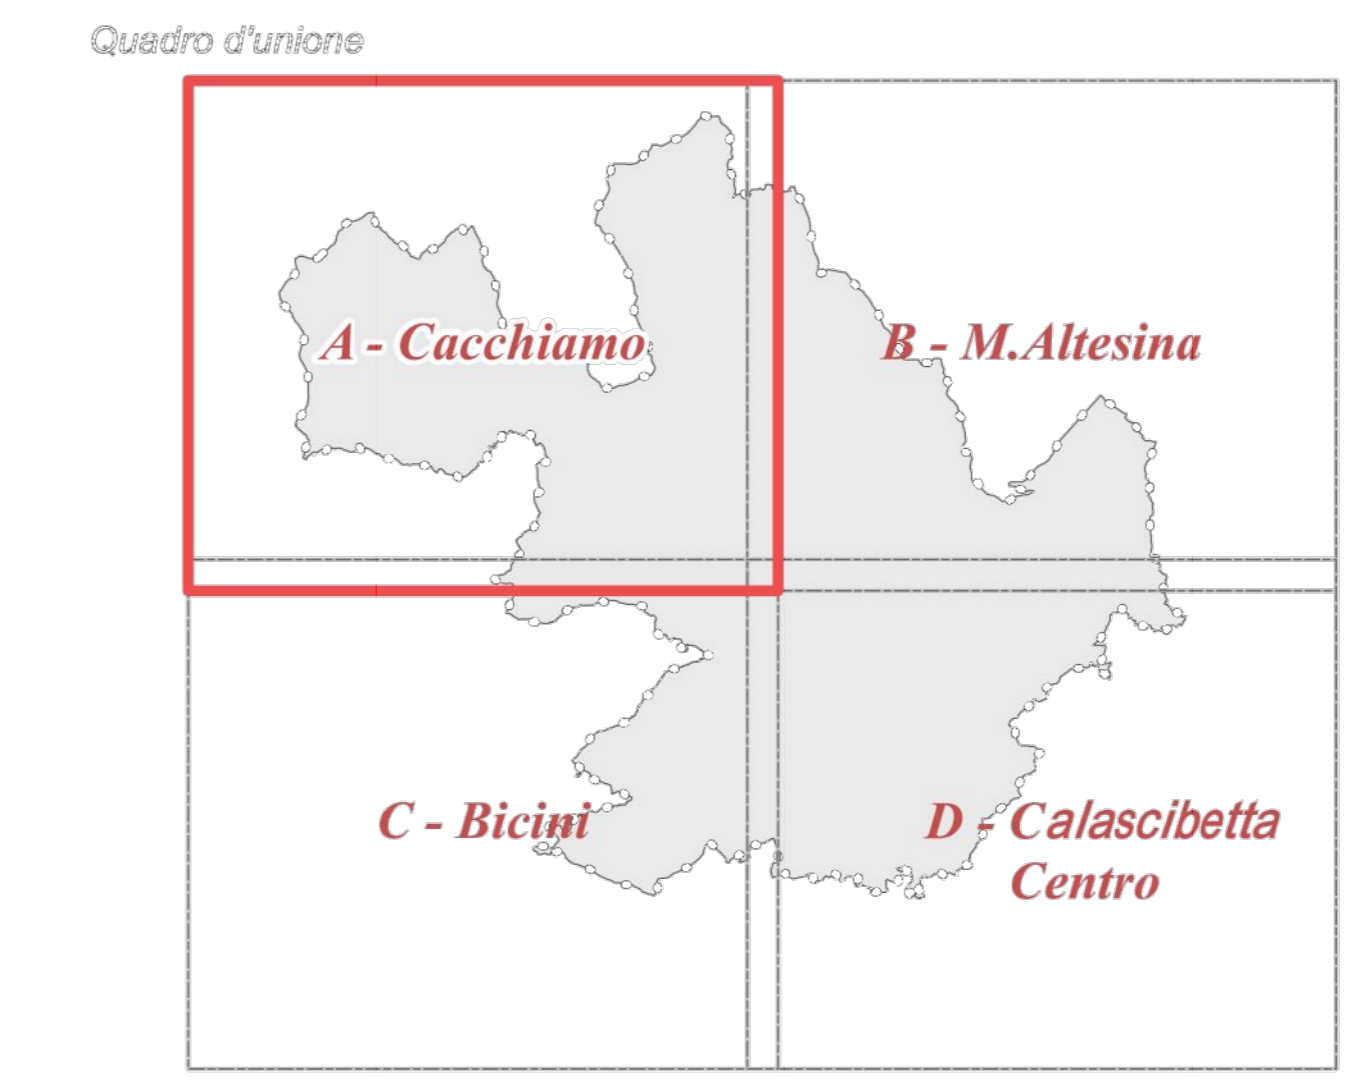 Quadro d'unione
A - Cacchiamo
B - M.Altesina
C - Bicini
D - Calascibetta
Centro